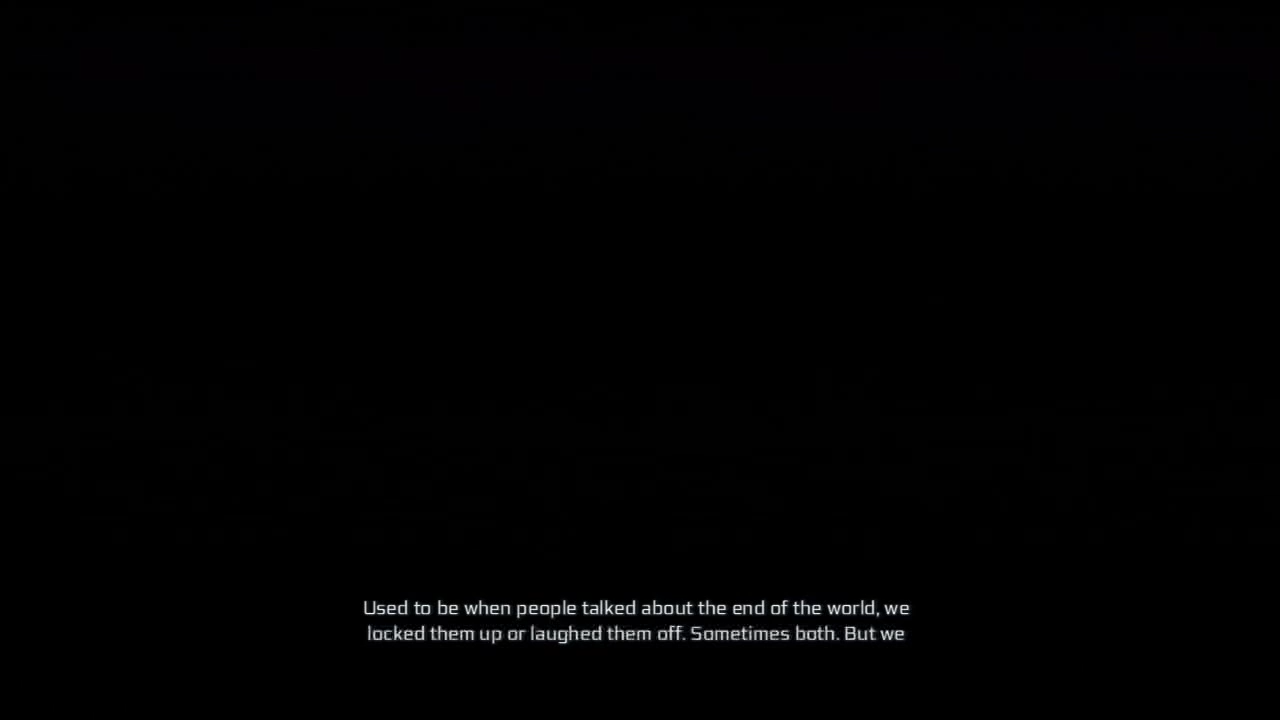 Used to be when people talked about the end of the world, we
locked them up or laughed them off. Sometimes both. But we